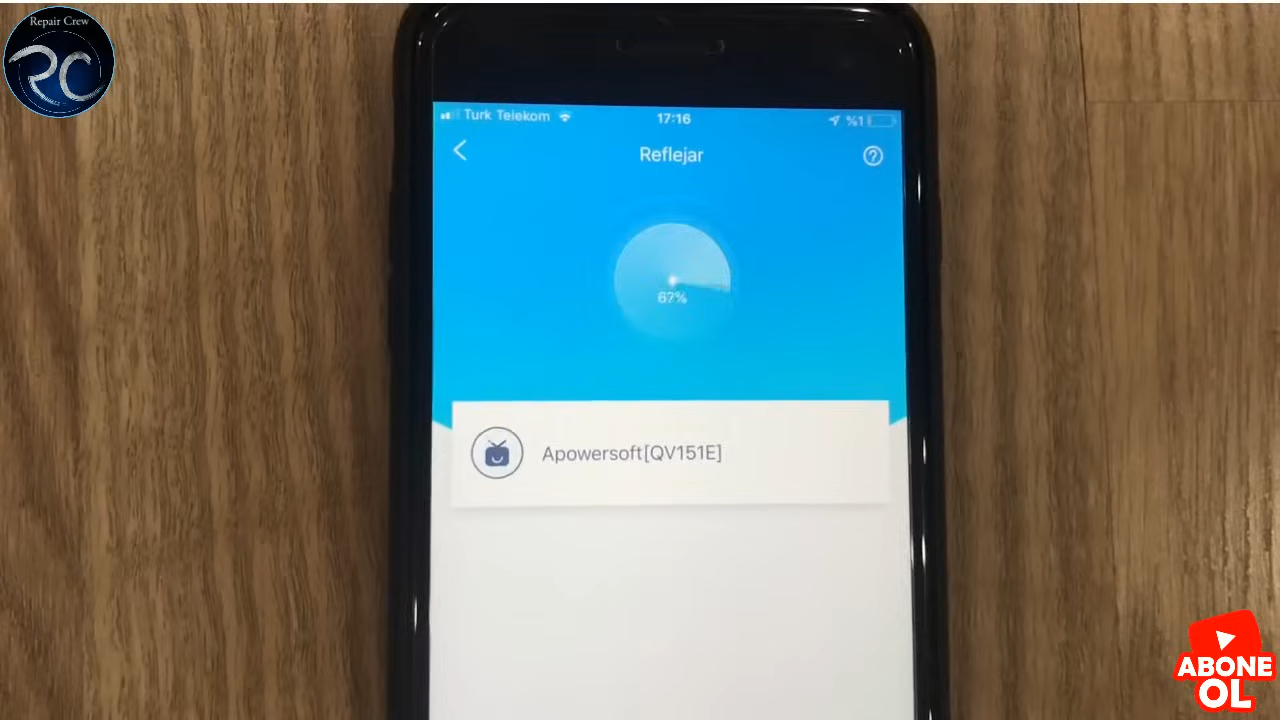 Repair Crew
RC
Turk Telekom
17:16
%1
Reflejar
67%
Apowersoft[QV151E]
ABONE
OL